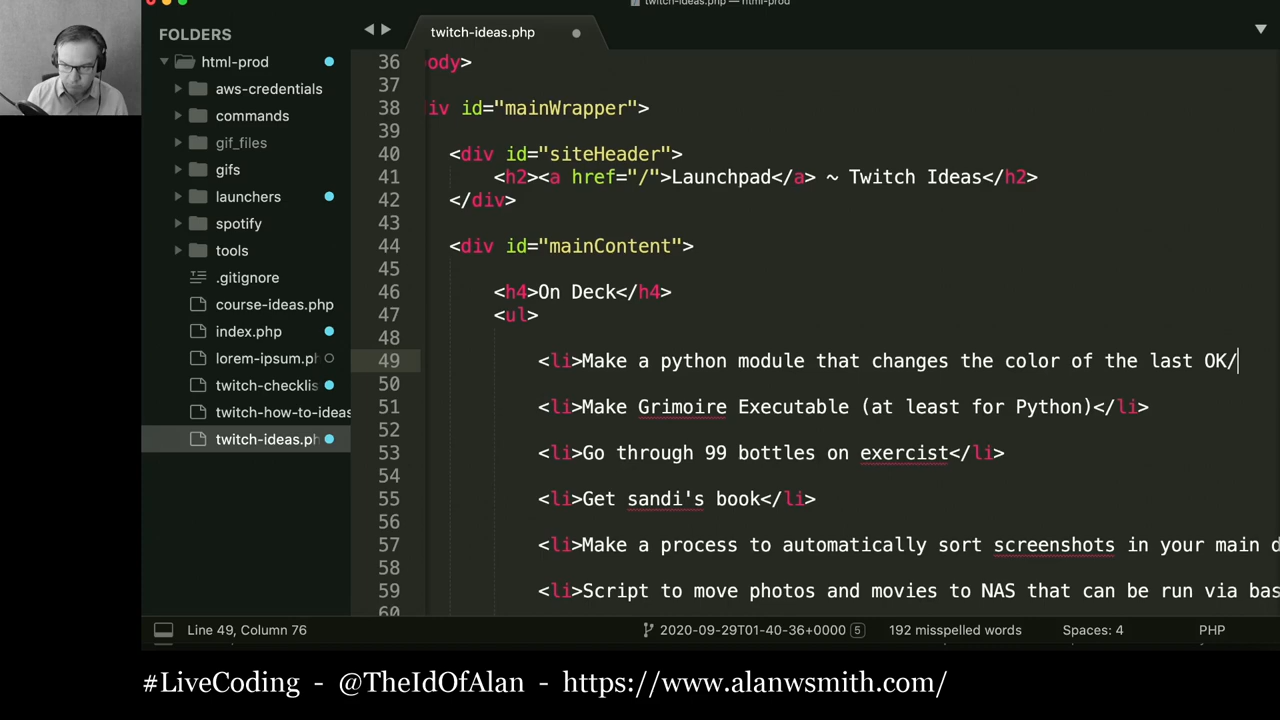 twitch-ideas.php — html-prod
FOLDERS
html-prod
aws-credentials
commands
gif_files
gifs
launchers
spotify
tools
.gitignore
course-ideas.php
index.php
lorem-ipsum.ph
twitch-checklis
twitch-how-to-ideas
twitch-ideas.ph
twitch-ideas.php
36 ody>
37
38 iv id="mainWrapper">
39
40 <div id="siteHeader">
41 <h2><a href="/">Launchpad</a> ~ Twitch Ideas</h2>
42 </div>
43
44 <div id="mainContent">
45
46 <h4>On Deck</h4>
47 <ul>
48
49 <li>Make a python module that changes the color of the last OK/
50
51 <li>Make Grimoire Executable (at least for Python)</li>
52
53 <li>Go through 99 bottles on exercist</li>
54
55 <li>Get sandi's book</li>
56
57 <li>Make a process to automatically sort screenshots in your main d
58
59 <li>Script to move photos and movies to NAS that can be run via bas
60
Line 49, Column 76
2020-09-29T01-40-36+0000 5
192 misspelled words
Spaces: 4
PHP
#LiveCoding - @TheIdOfAlan - https://www.alanwsmith.com/